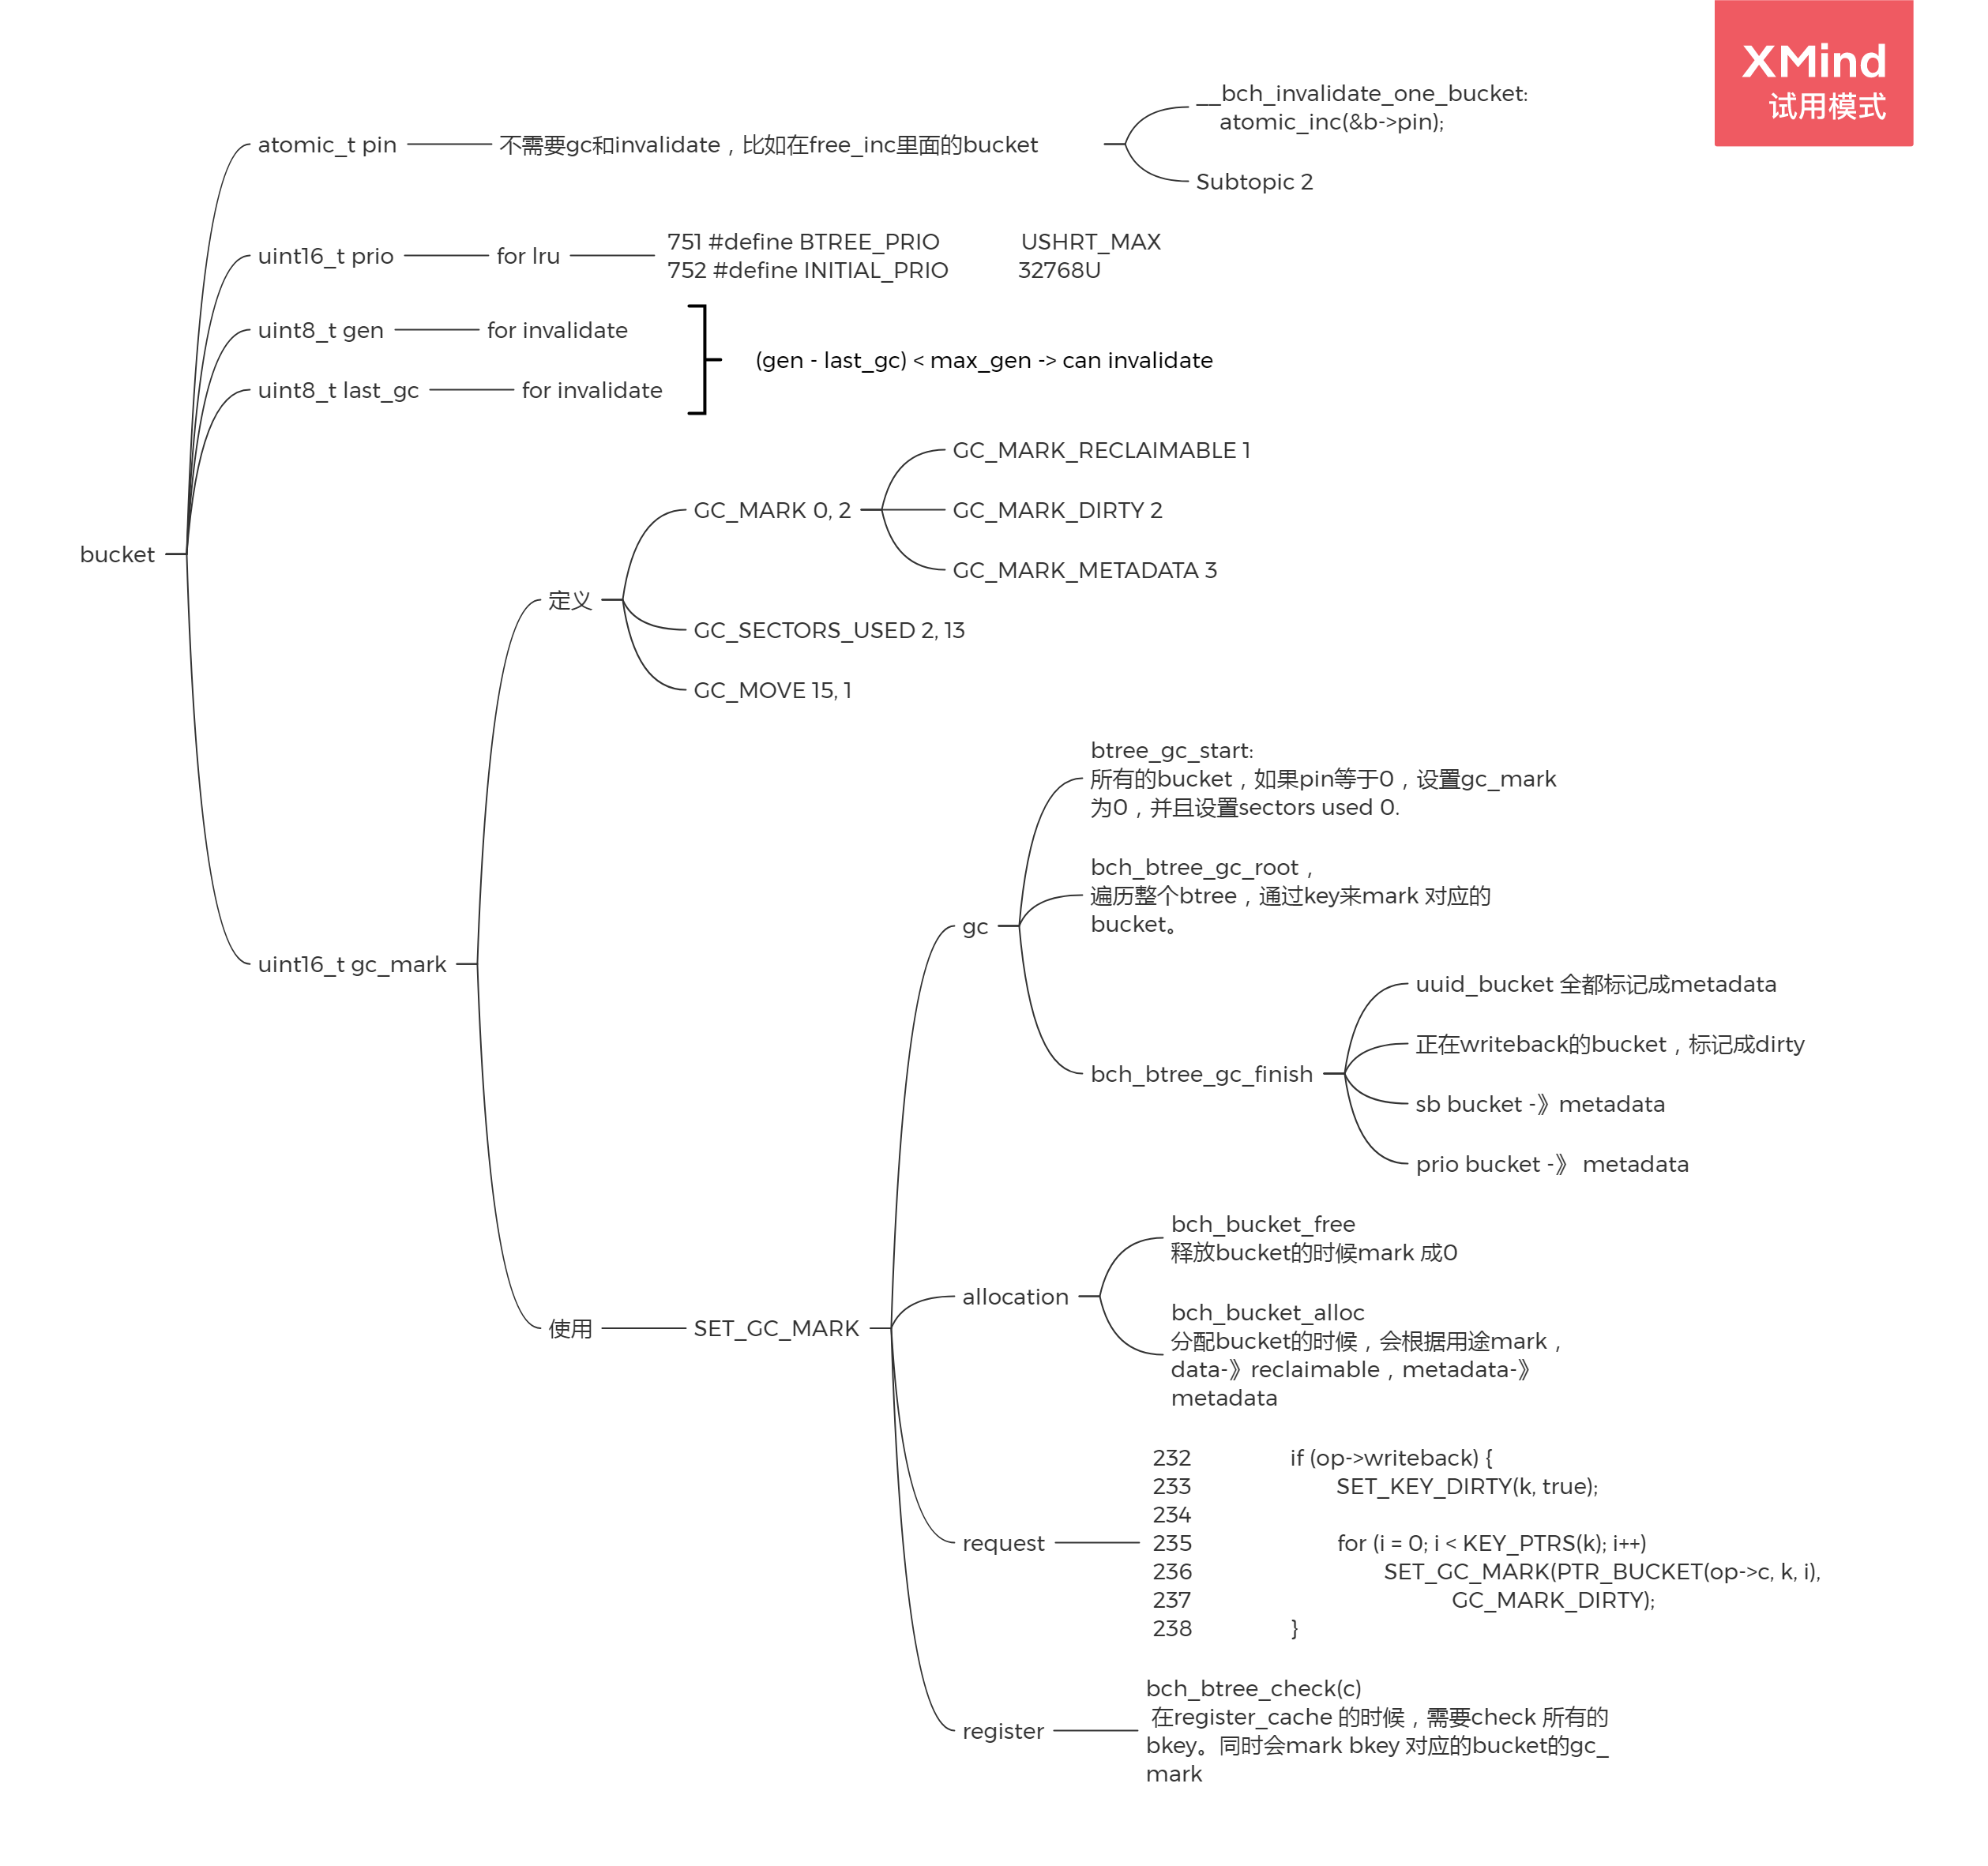 XMind
试用模式
bucket
atomic_t pin
不需要gc和invalidate，比如在free_inc里面的bucket
__bch_invalidate_one_bucket:
atomic_inc(&b->pin);
Subtopic 2
uint16_t prio
for lru
751 #define BTREE_PRIO USHRT_MAX
752 #define INITIAL_PRIO 32768U
uint8_t gen
for invalidate
uint8_t last_gc
for invalidate
(gen - last_gc) < max_gen -> can invalidate
uint16_t gc_mark
定义
GC_MARK 0, 2
GC_MARK_RECLAIMABLE 1
GC_MARK_DIRTY 2
GC_MARK_METADATA 3
GC_SECTORS_USED 2, 13
GC_MOVE 15, 1
使用
SET_GC_MARK
gc
btree_gc_start:
所有的bucket，如果pin等于0，设置gc_mark
为0，并且设置sectors used 0.
bch_btree_gc_root，
遍历整个btree，通过key来mark 对应的
bucket。
bch_btree_gc_finish
uuid_bucket 全都标记成metadata
正在writeback的bucket，标记成dirty
sb bucket -》metadata
prio bucket -》 metadata
allocation
bch_bucket_free
释放bucket的时候mark 成0
bch_bucket_alloc
分配bucket的时候，会根据用途mark，
data-》reclaimable，metadata-》
metadata
request
232 if (op->writeback) {
233 SET_KEY_DIRTY(k, true);
234
235 for (i = 0; i < KEY_PTRS(k); i++)
236 SET_GC_MARK(PTR_BUCKET(op->c, k, i),
237 GC_MARK_DIRTY);
238 }
register
bch_btree_check(c)
在register_cache 的时候，需要check 所有的
bkey。同时会mark bkey 对应的bucket的gc_
mark